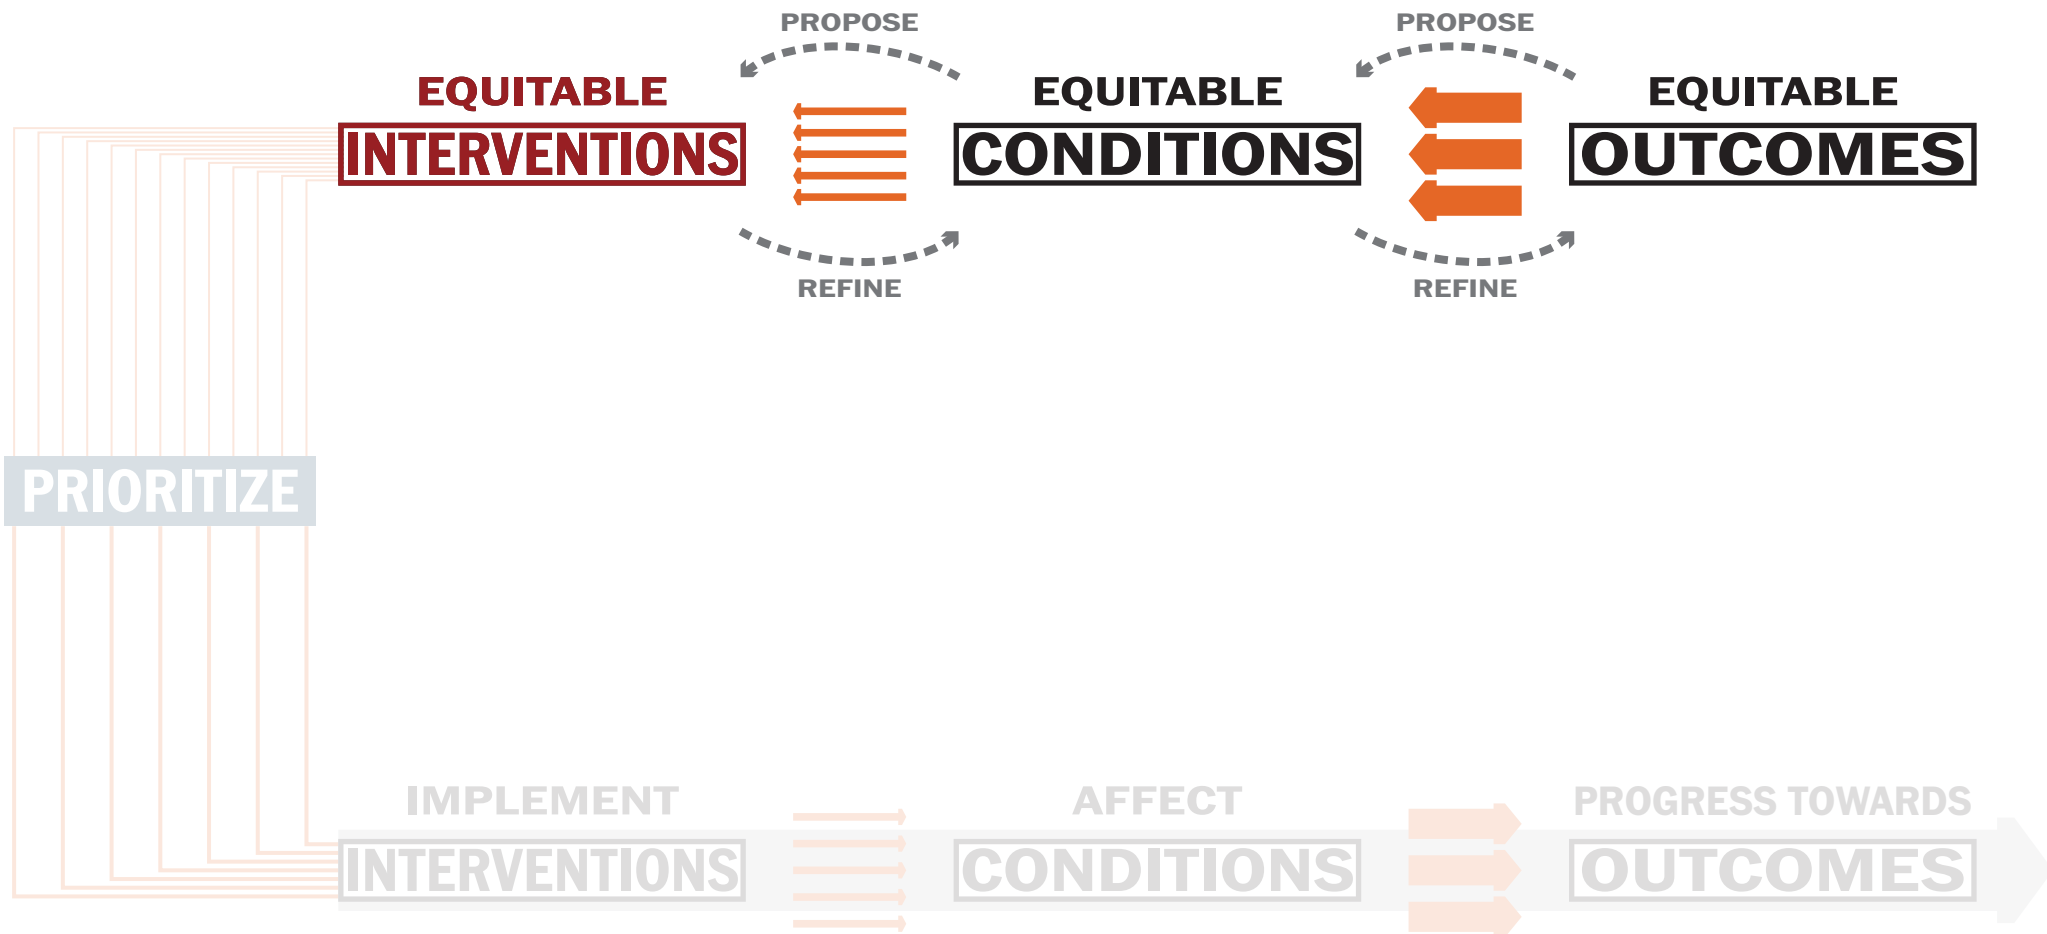 PROPOSE
PROPOSE
EQUITABLE
EQUITABLE
EQUITABLE
INTERVENTIONS
CONDITIONS
OUTCOMES
REFINE
REFINE
PRIORITIZE
IMPLEMENT
AFFECT
PROGRESS TOWARDS
INTERVENTIONS
CONDITIONS
OUTCOMES